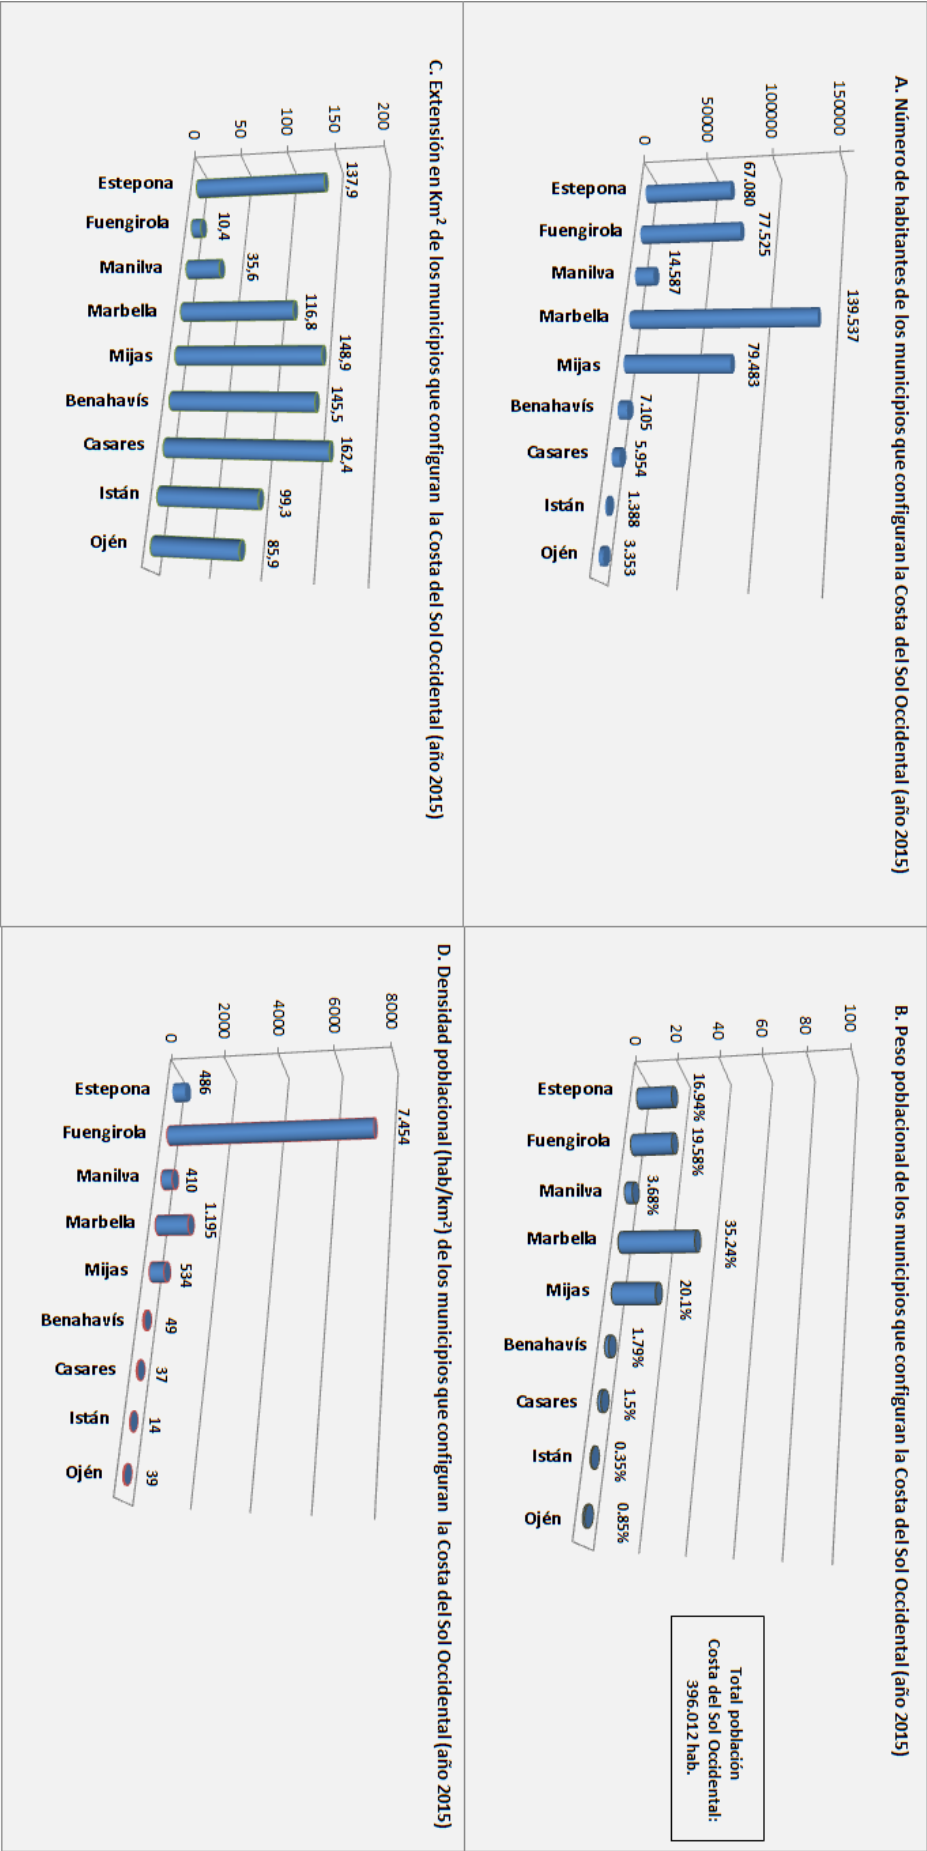 A. Número de habitantes de los municipios que configuran la Costa del Sol Occidental (año 2015)
150000
100000
50000
0
67.080
77.525
14.587
139.537
79.483
7.105
5.954
1.388
3.353
Estepona
Fuengirola
Manilva
Marbella
Mijas
Benahavís
Casares
Istán
Ojén
B. Peso poblacional de los municipios que configuran la Costa del Sol Occidental (año 2015)
100
80
60
40
20
0
16.94%
19.58%
3.68%
35.24%
20.1%
1.79%
1.5%
0.35%
0.85%
Estepona
Fuengirola
Manilva
Marbella
Mijas
Benahavís
Casares
Istán
Ojén
Total población
Costa del Sol Occidental:
396.012 hab.
C. Extensión en Km² de los municipios que configuran la Costa del Sol Occidental (año 2015)
200
150
100
50
0
137,9
10,4
35,6
116,8
148,9
145,5
162,4
99,3
85,9
Estepona
Fuengirola
Manilva
Marbella
Mijas
Benahavís
Casares
Istán
Ojén
D. Densidad poblacional (hab/km²) de los municipios que configuran la Costa del Sol Occidental (año 2015)
8000
6000
4000
2000
0
486
7.454
410
1.195
534
49
37
14
39
Estepona
Fuengirola
Manilva
Marbella
Mijas
Benahavís
Casares
Istán
Ojén